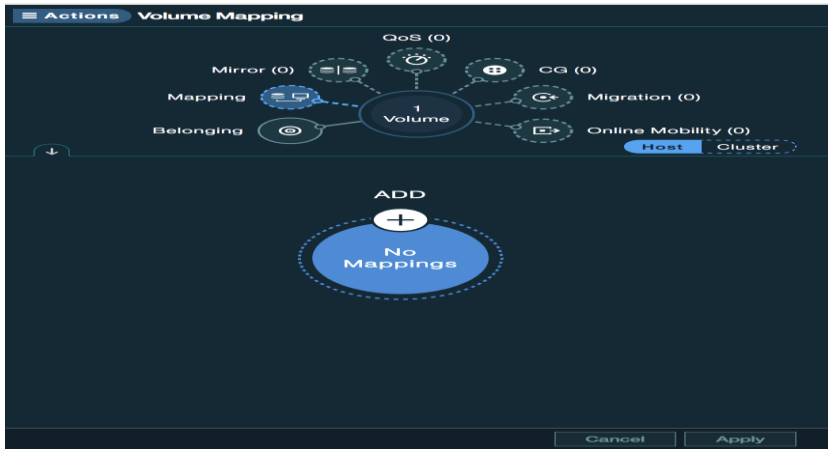 Actions Volume Mapping
QoS (0)
Mirror (0)
CG (0)
Mapping
Migration (0)
1
Volume
Belonging
Online Mobility (0)
Host Cluster
ADD
No
Mappings
Cancel Apply